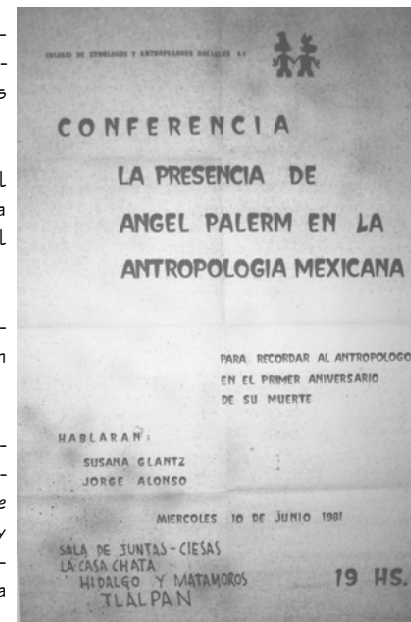 COLEGIO DE ETNOLOGOS Y ANTROPOLOGOS SOCIALES A C
CONFERENCIA
LA PRESENCIA DE
ANGEL PALERM EN LA
ANTROPOLOGIA MEXICANA
PARA RECORDAR AL ANTROPOLOGO
EN EL PRIMER ANIVERSARIO
DE SU MUERTE
HABLARAN:
SUSANA GLANTZ
JORGE ALONSO
MIERCOLES 10 DE JUNIO 1981
SALA DE JUNTAS - CIESAS
LA CASA CHATA
HIDALGO Y MATAMOROS
TLALPAN
19 HS.